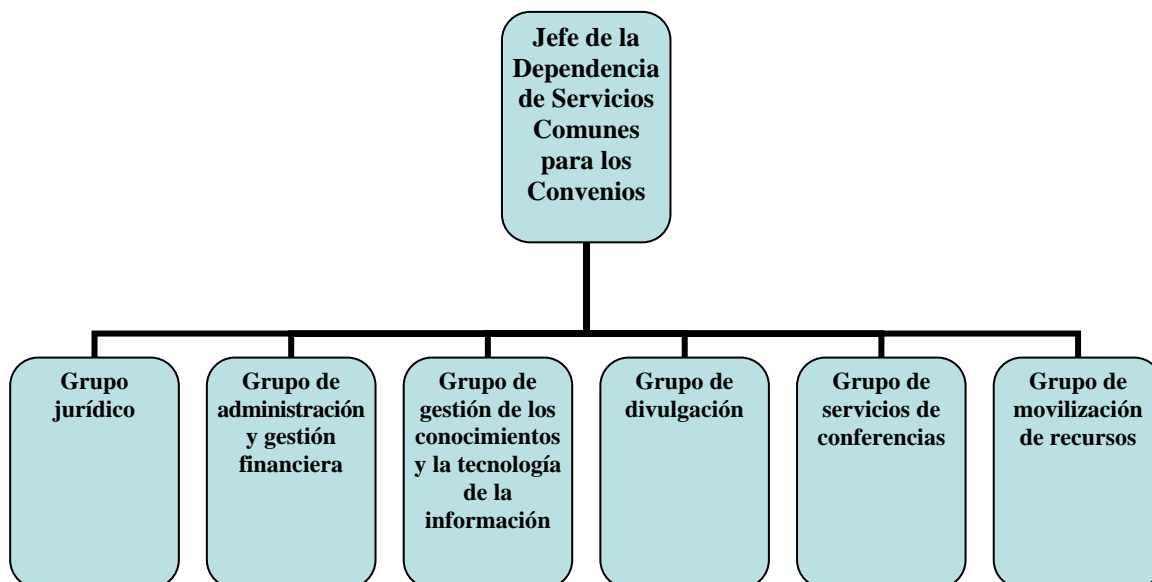 Jefe de la
Dependencia
de Servicios
Comunes
para los
Convenios
Grupo
jurídico
Grupo de
administración
y gestión
financiera
Grupo de
gestión de los
conocimientos
y la tecnología
de la
información
Grupo de
divulgación
Grupo de
servicios de
conferencias
Grupo de
movilización
de recursos